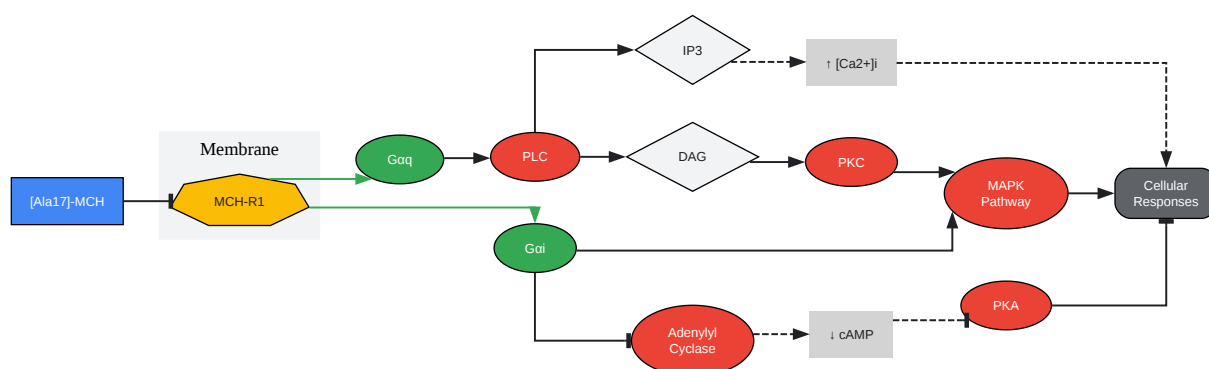 IP3
↑ [Ca2+]i
Membrane
Gαq
PLC
DAG
PKC
MAPK
Pathway
Cellular
Responses
[Ala17]-MCH
MCH-R1
Gαi
PKA
Adenylyl
Cyclase
↓ cAMP